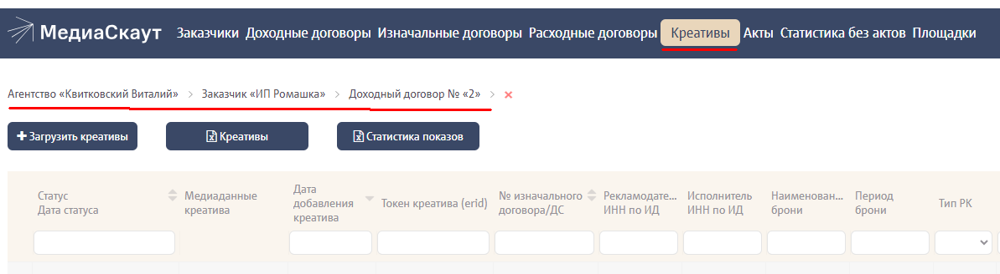 МедиаСкаут Заказчики Доходные договоры Изначальные договоры Расходные договоры Креативы Акты Статистика без актов Площадки
Агентство «Квитковский Виталий» > Заказчик «ИП Ромашка» > Доходный договор № «2» > ×
+ Загрузить креативы Креативы Статистика показов
Статус
Дата статуса
Медиаданные
креатива
Дата
добавления
креатива
Токен креатива (erid)
№ изначального
договора/ДС
Рекламодате...
ИНН по ИД
Исполнитель
ИНН по ИД
Наименован...
брони
Период
брони
Тип РК